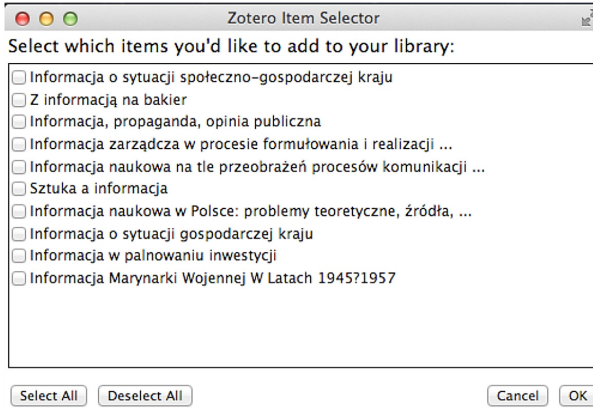 Zotero Item Selector
Select which items you'd like to add to your library:
Informacja o sytuacji społeczno-gospodarczej kraju
Z informacją na bakier
Informacja, propaganda, opinia publiczna
Informacja zarządcza w procesie formułowania i realizacji ...
Informacja naukowa na tle przeobrażeń procesów komunikacji ...
Sztuka a informacja
Informacja naukowa w Polsce: problemy teoretyczne, źródła, ...
Informacja o sytuacji gospodarczej kraju
Informacja w palnowaniu inwestycji
Informacja Marynarki Wojennej W Latach 1945?1957
Select All Deselect All Cancel OK